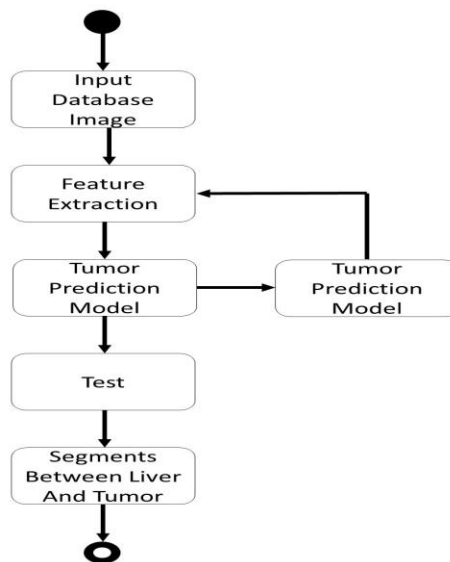 Input
Database
Image
Feature
Extraction
Tumor
Prediction
Model
Tumor
Prediction
Model
Test
Segments
Between Liver
And Tumor